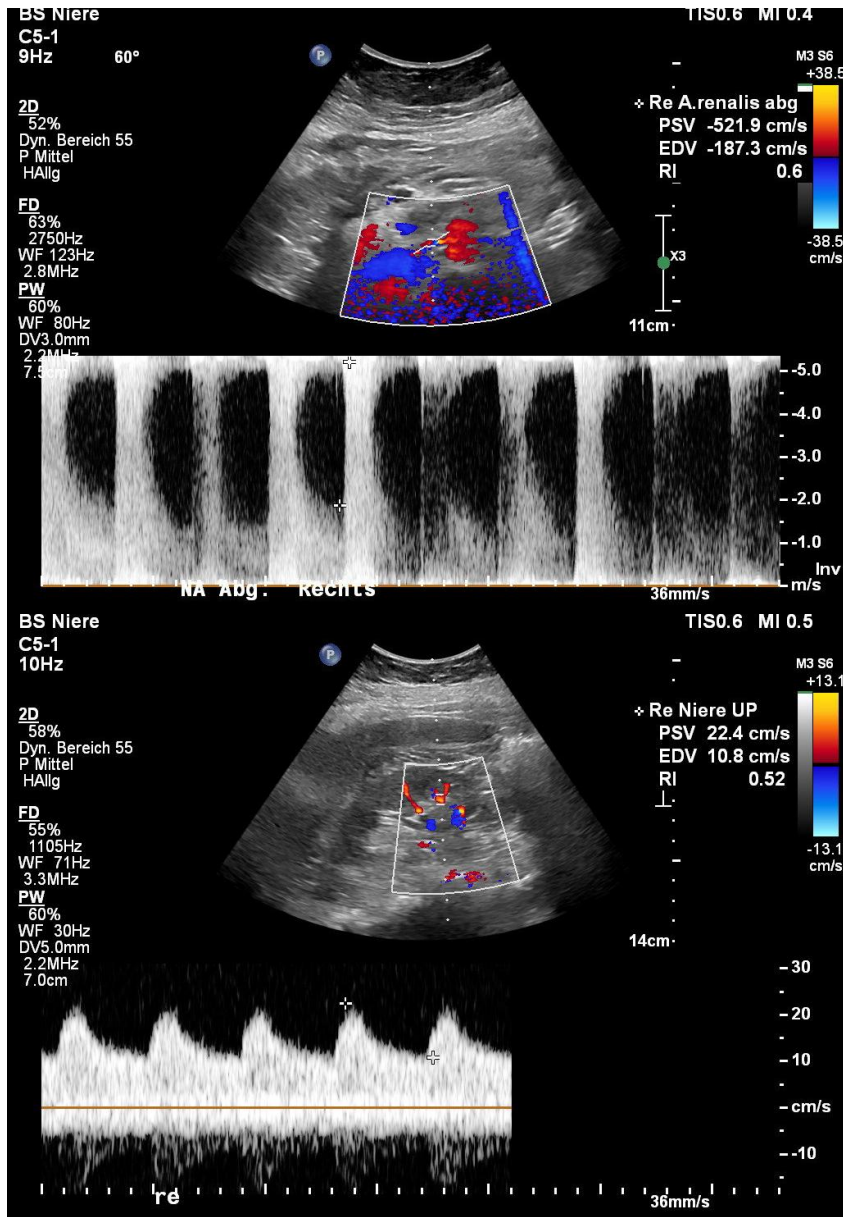 BS Niere TIS0.6 MI 0.4
C5-1
9Hz 60°
M3 S6
+38.5
P
2D
52%
Dyn. Bereich 55
P Mittel
HAllg
Re A.renalis abg
PSV -521.9 cm/s
EDV -187.3 cm/s
RI 0.6
-38.5
cm/s
x3
FD
63%
2750Hz
WF 123Hz
2.8MHz
PW
60%
WF 80Hz
DV3.0mm
2.2MHz
11cm
-5.0
-4.0
-3.0
-2.0
-1.0
Inv
m/s
NA Abg. Rechts
36mm/s
BS Niere TIS0.6 MI 0.5
C5-1
10Hz
M3 S6
+13.1
P
2D
58%
Dyn. Bereich 55
P Mittel
HAllg
Re Niere UP
PSV 22.4 cm/s
EDV 10.8 cm/s
RI 0.52
-13.1
cm/s
FD
55%
1105Hz
WF 71Hz
3.3MHz
PW
60%
WF 30Hz
DV5.0mm
2.2MHz
7.0cm
14cm
30
20
10
cm/s
-10
re
36mm/s